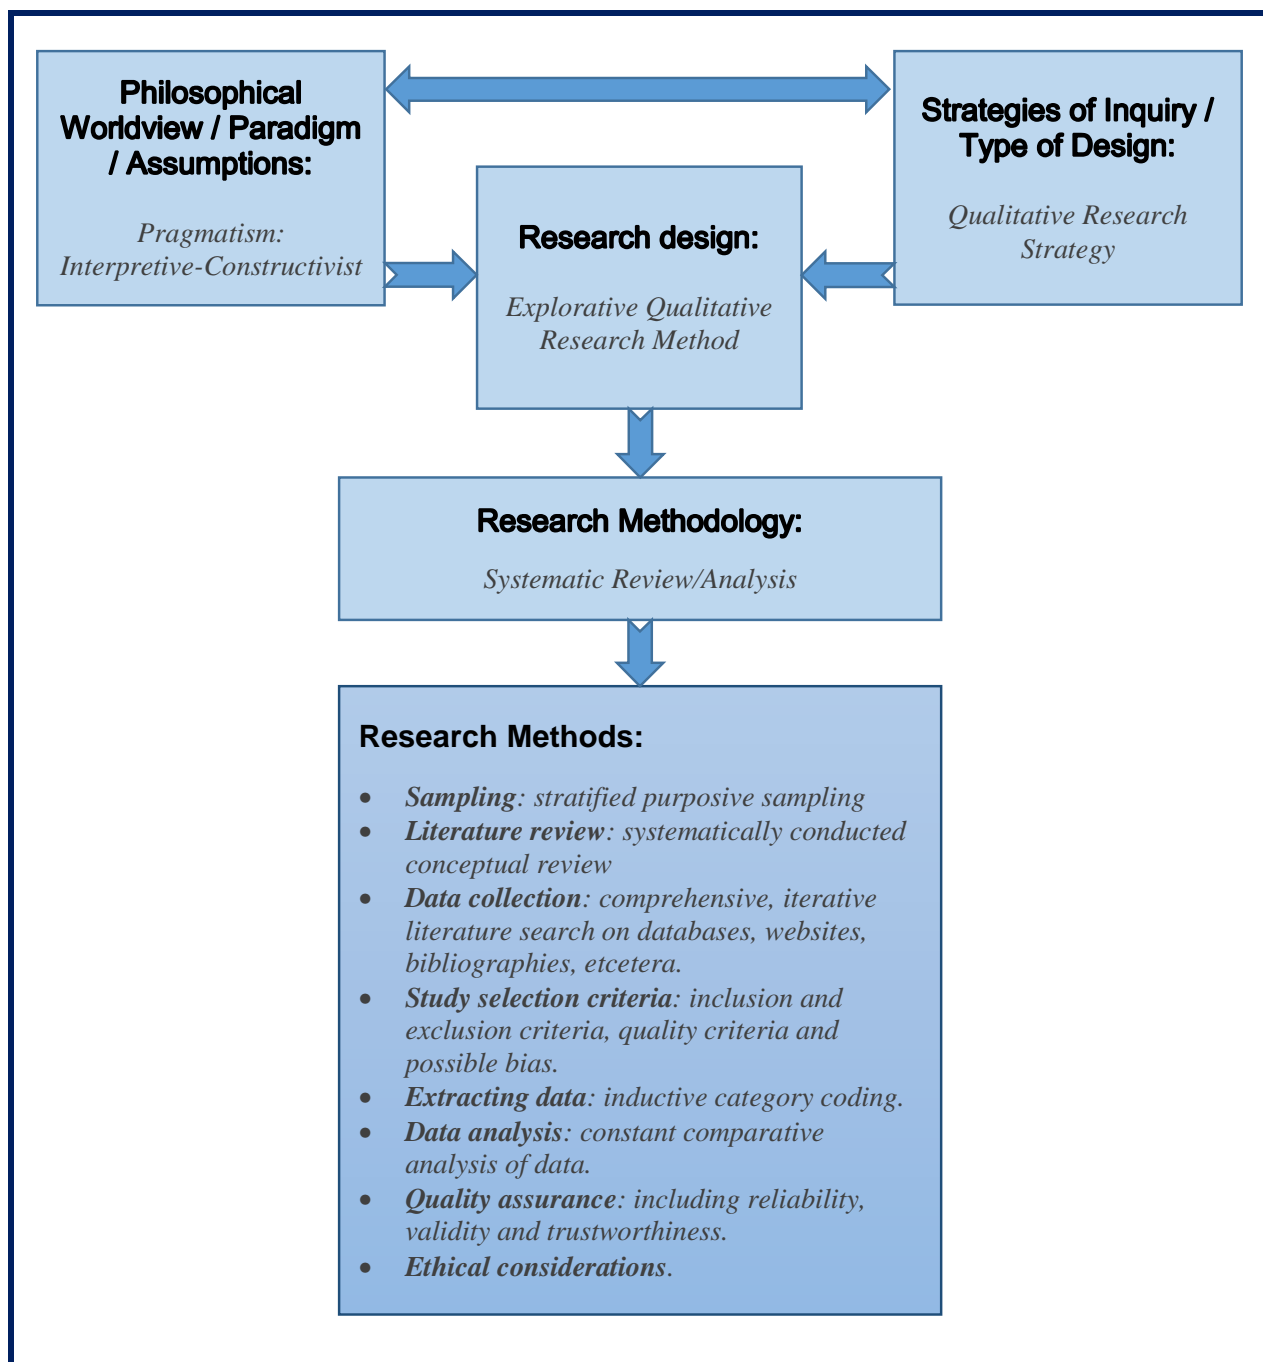 Philosophical
Worldview / Paradigm
/ Assumptions:
Pragmatism:
Interpretive-Constructivist
Strategies of Inquiry /
Type of Design:
Qualitative Research
Strategy
Research design:
Explorative Qualitative
Research Method
Research Methodology:
Systematic Review/Analysis
Research Methods:
• Sampling: stratified purposive sampling
• Literature review: systematically conducted
conceptual review
• Data collection: comprehensive, iterative
literature search on databases, websites,
bibliographies, etcetera.
• Study selection criteria: inclusion and
exclusion criteria, quality criteria and
possible bias.
• Extracting data: inductive category coding.
• Data analysis: constant comparative
analysis of data.
• Quality assurance: including reliability,
validity and trustworthiness.
• Ethical considerations.